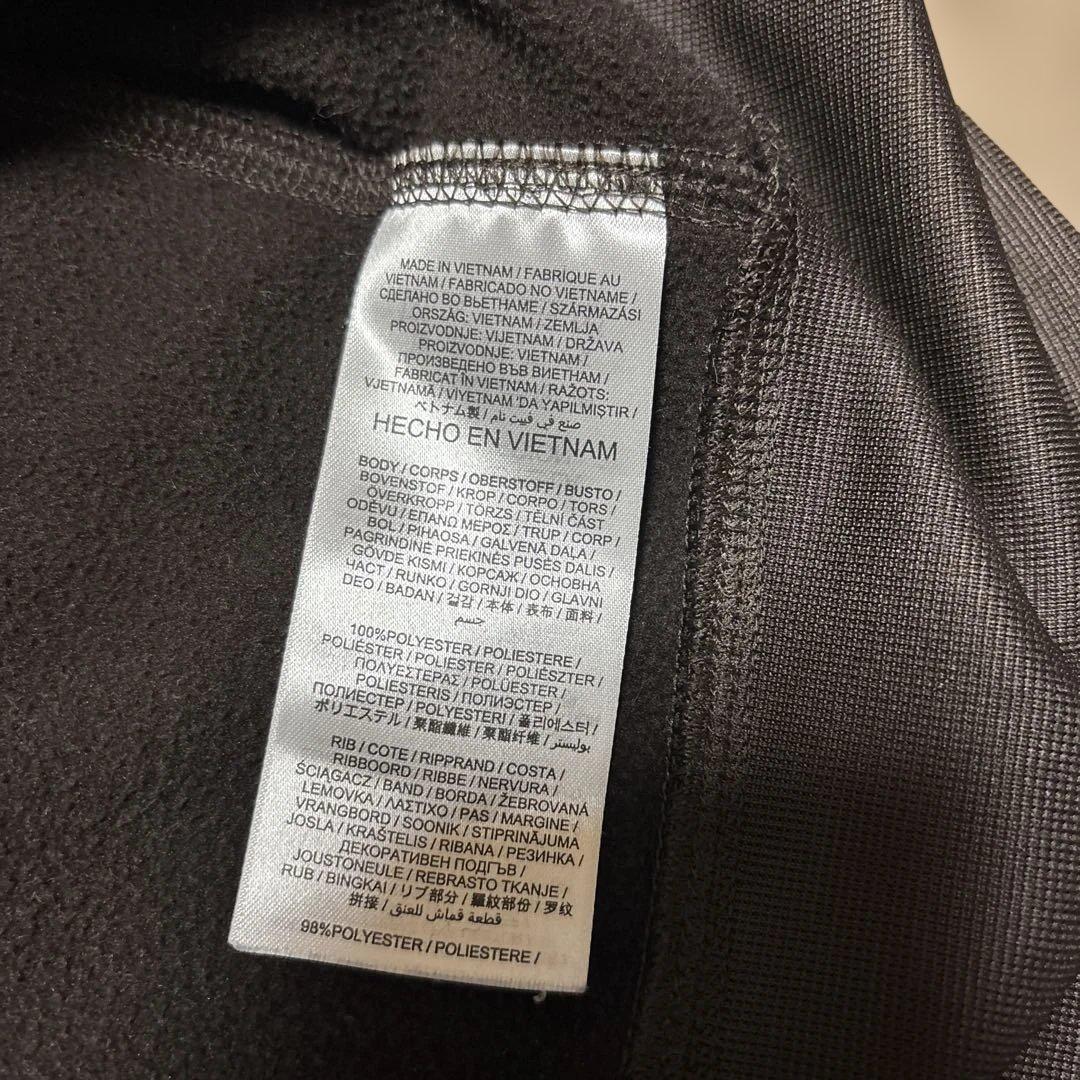 MADE IN VIETNAM / FABRIQUE AU
VIETNAM / FABRICADO NO VIETNAME /
СДЕЛАНО ВО ВЬЕТНАМЕ / SZÁRMAZÁSI
ORSZÁG: VIETNAM / ZEMLJA
PROIZVODNJE: VIJETNAM / DRŽAVA
PROIZVODNJE: VIETNAM /
ПРОИЗВЕДЕНО ВЪВ ВИЕТНАМ /
FABRICAT ÎN VIETNAM / RAŽOTS:
VJETNAMĀ / VIYETNAM 'DA YAPILMIŞTIR /
ベトナム製 / صنع في فييت نام
HECHO EN VIETNAM
BODY / CORPS / OBERSTOFF / BUSTO /
BOVENSTOF / KROP / CORPO / TORS /
ÖVERKROPP / TÖRZS / TELNÍ ČÁST
ODĚVU / ΕΠΑΝΩ ΜΕΡΟΣ / TRUP / CORP /
BOL / PIHAOSA / GALVENĀ DAĻA /
PAGRINDINĖ PRIEKINĖS PUSĖS DALIS /
GÖVDE KISMI / КОРСАЖ / ОСНОВНА
ЧАСТ / RUNKO / GORNJI DIO / GLAVNI
DEO / BADAN / 겉감 / 本体 / 表布 / 面料 /
جسم
100%POLYESTER / POLIESTERE /
POLIÉSTER / POLIESTER / POLIÉSZTER /
ΠΟΛΥΕΣΤΕΡΑΣ / POLÜESTER /
POLIESTERIS / ПОЛИЭСТЕР /
ПОЛИЕСТЕР / POLYESTERI / 폴리에스터 /
ポリエステル / 聚酯纖維 / 聚酯纤维 / بوليستر
RIB / COTE / RIPPRAND / COSTA /
RIBBOORD / RIBBE / NERVURA /
ŚCIĄGACZ / BAND / BORDA / ŽEBROVANÁ
LEMOVKA / ΛΑΣΤΙΧΟ / PAS / MARGINE /
VRANGBORD / SOONIK / STIPRINĀJUMA
JOSLA / KRAŠTELIS / RIBANA / РЕЗИНКА /
ДЕКОРАТИВЕН ПОДГЪВ /
JOUSTONEULE / REBRASTO TKANJE /
RUB / BINGKAI / リブ部分 / 羅紋部份 / 罗纹
拼接 / قطعة قماش للعنق
98%POLYESTER / POLIESTERE /